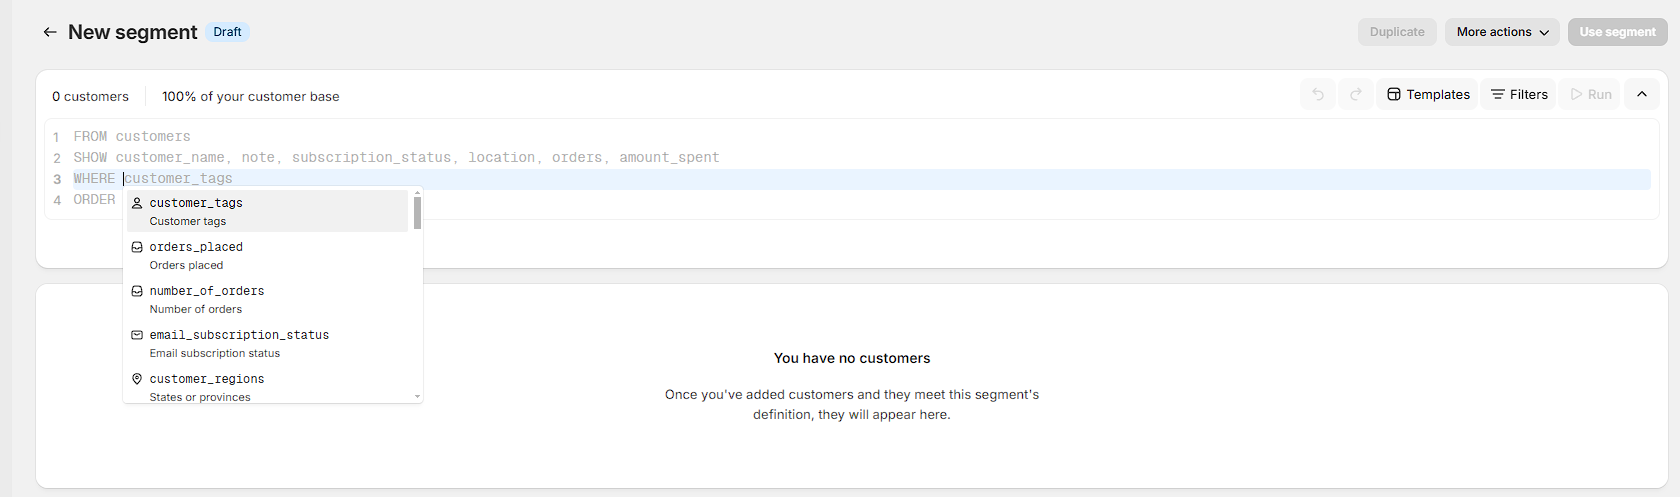 New segment Draft Duplicate More actions Use segment
0 customers 100% of your customer base Templates Filters Run
1 FROM customers
2 SHOW customer_name, note, subscription_status, location, orders, amount_spent
3 WHERE customer_tags
4 ORDER
customer_tags
Customer tags
orders_placed
Orders placed
number_of_orders
Number of orders
email_subscription_status
Email subscription status
customer_regions
States or provinces
You have no customers
Once you've added customers and they meet this segment's
definition, they will appear here.